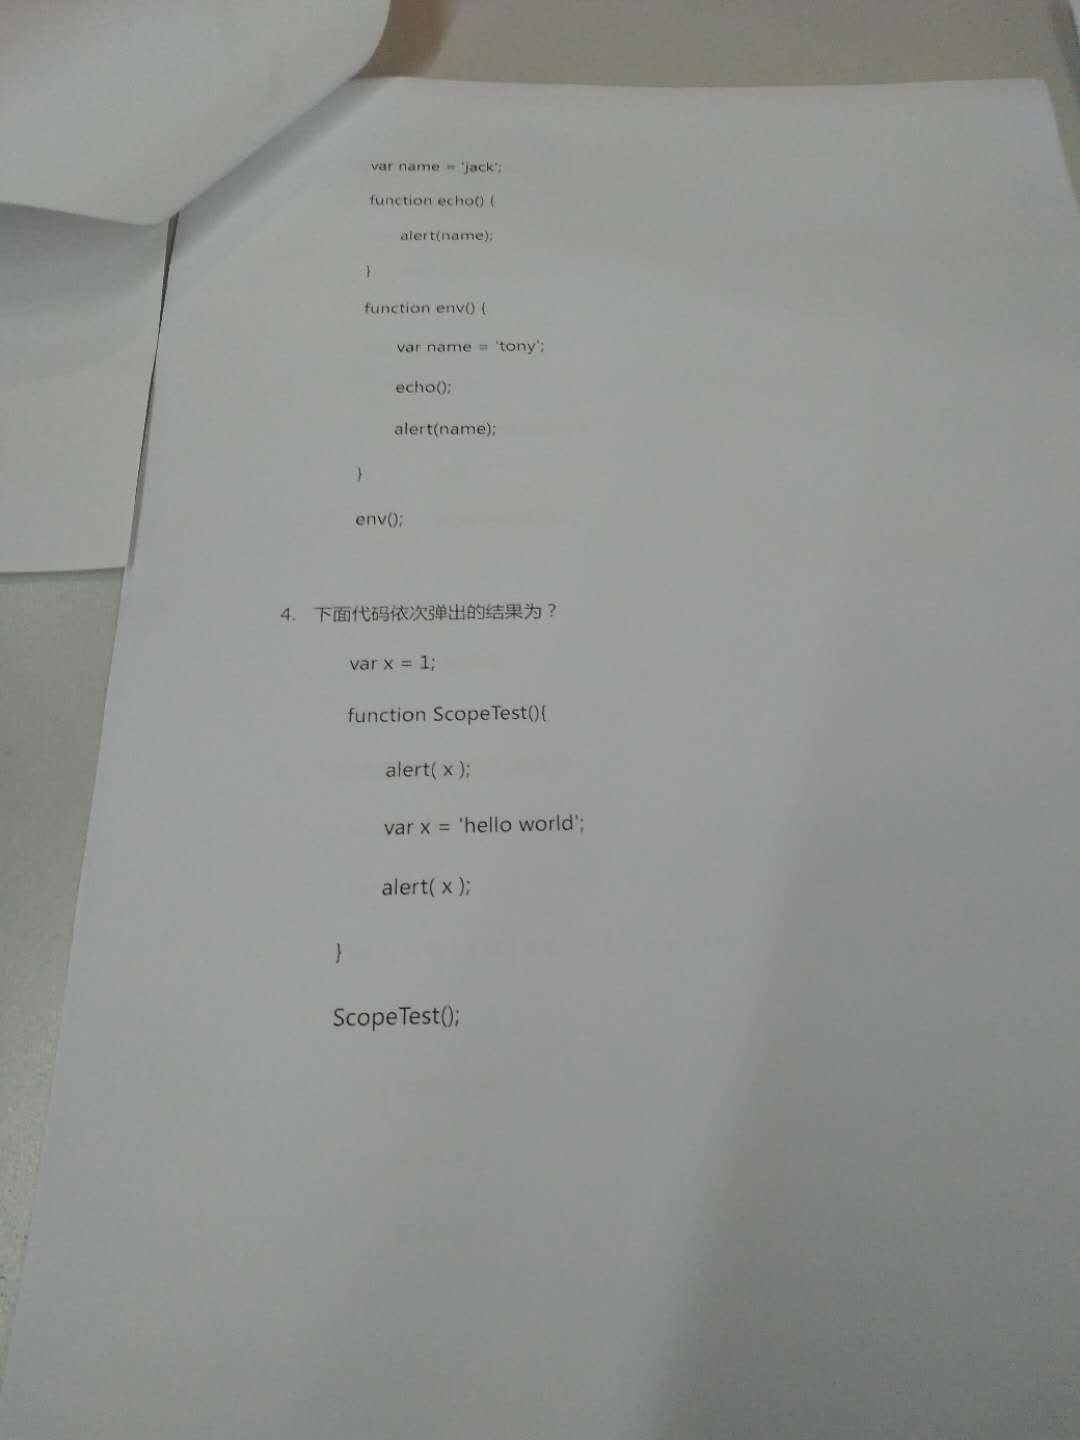 var name = 'jack';
function echo() {
alert(name);
}
function env() {
var name = 'tony';
echo();
alert(name);
}
env();
4. 下面代码依次弹出的结果为？
var x = 1;
function ScopeTest(){
alert( x );
var x = 'hello world';
alert( x );
}
ScopeTest();